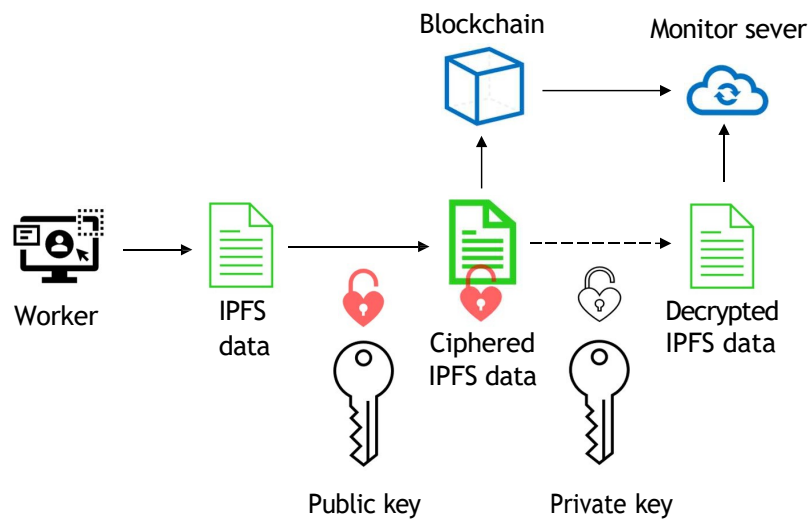 Blockchain
Monitor sever
Worker
IPFS
data
Ciphered
IPFS data
Decrypted
IPFS data
Public key
Private key